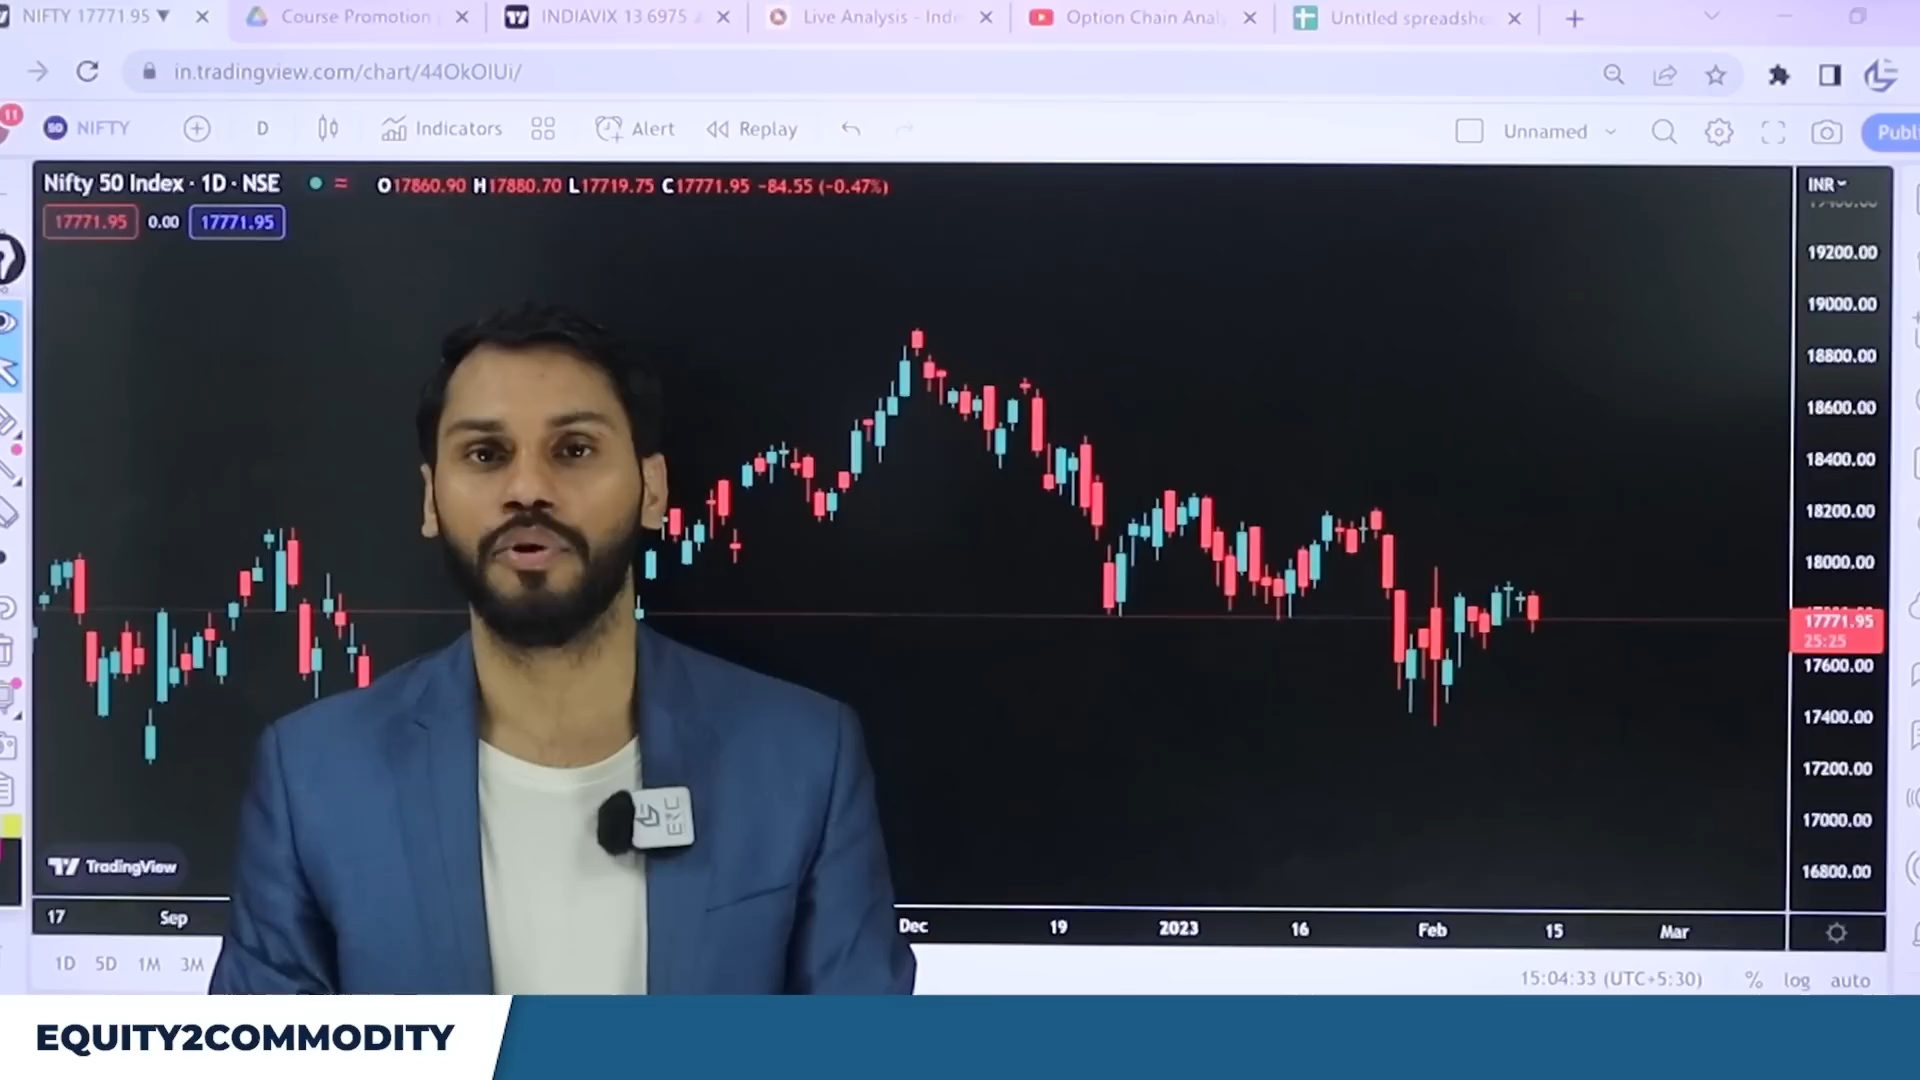 NIFTY 17771.95 ▼
Course Promotion
INDIAVIX 13.6975
Live Analysis - Ind
Option Chain Anal
Untitled spreadshe
in.tradingview.com/chart/44OkOIUi/
11
50 NIFTY
D
Indicators
Alert
Replay
Unnamed
Publ
Nifty 50 Index · 1D · NSE
O17860.90 H17880.70 L17719.75 C17771.95 −84.55 (−0.47%)
17771.95 0.00 17771.95
INR
19200.00
19000.00
18800.00
18600.00
18400.00
18200.00
18000.00
17771.95
25:25
17600.00
17400.00
17200.00
17000.00
16800.00
E2C
TradingView
17 Sep Dec 19 2023 16 Feb 15 Mar
1D 5D 1M 3M
15:04:33 (UTC+5:30) % log auto
EQUITY2COMMODITY